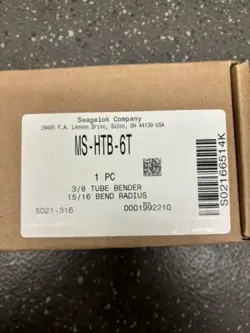 Swagelok Company
29495 F.A. Lennon Drive, Solon, OH 44139 USA
MS-HTB-6T
1 PC
3/8 TUBE BENDER
15/16 BEND RADIUS
5021-316
0001992210
S02166514K